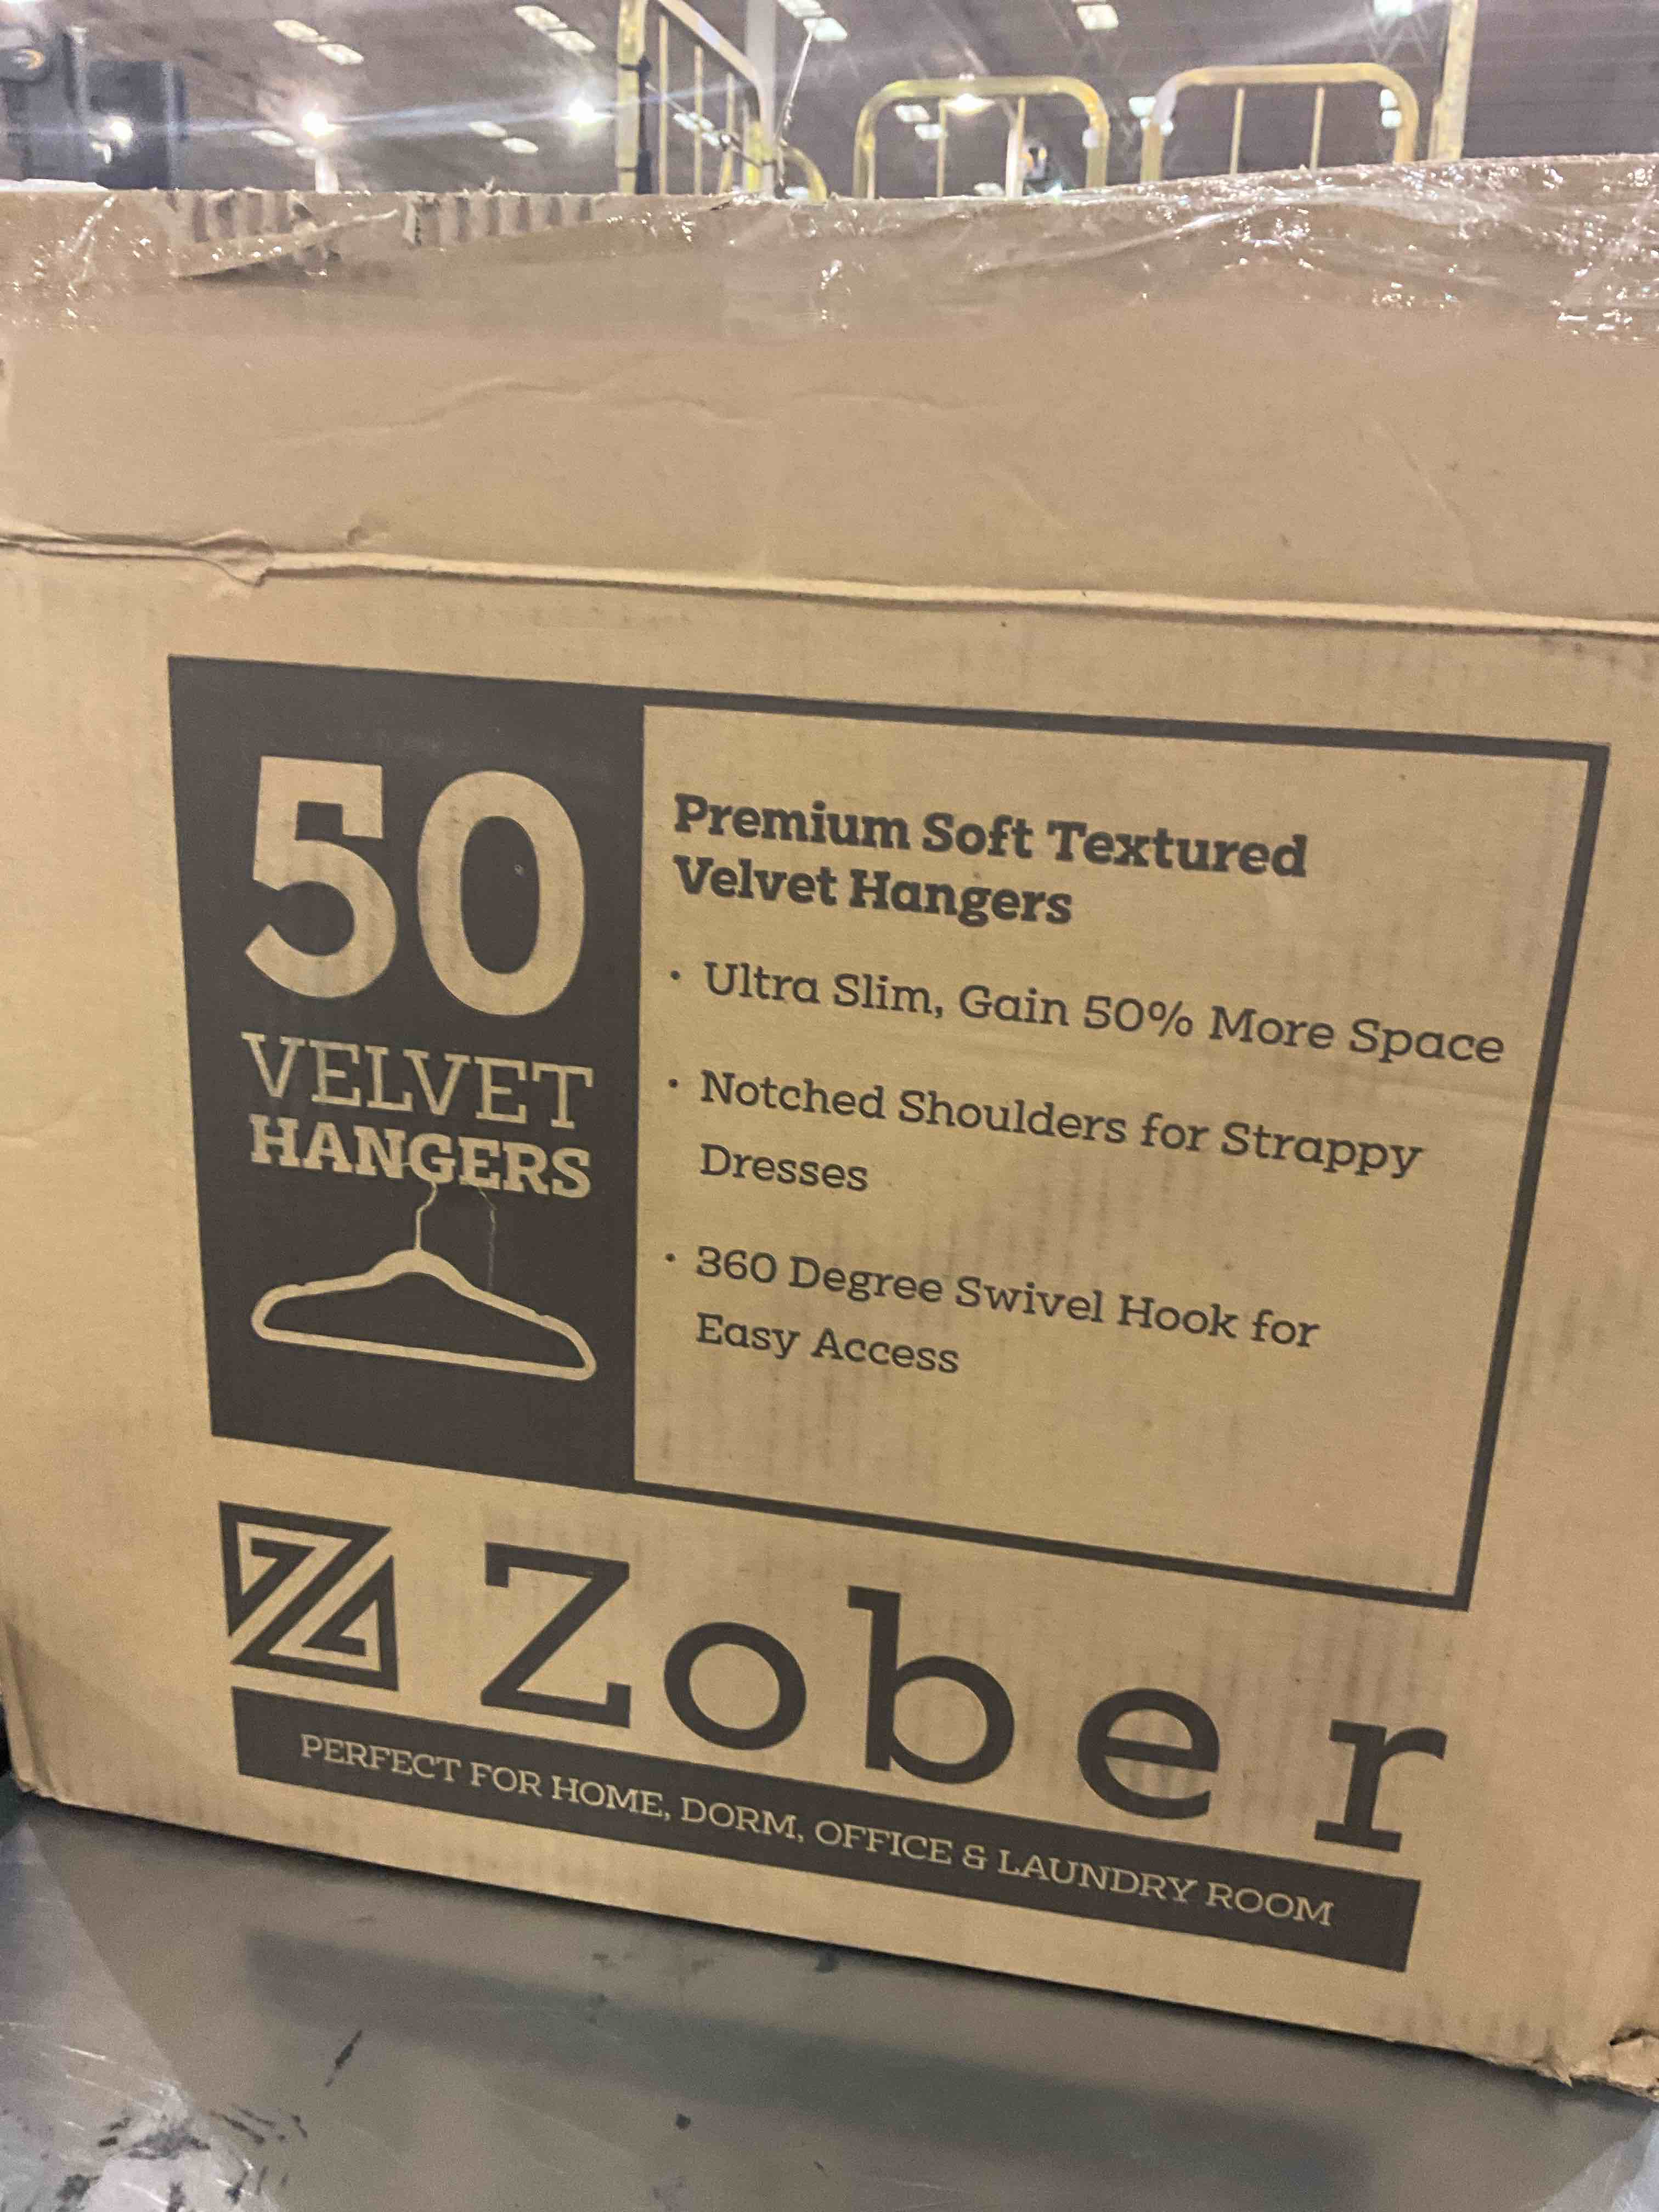 50
VELVET
HANGERS
Premium Soft Textured
Velvet Hangers
• Ultra Slim, Gain 50% More Space
• Notched Shoulders for Strappy
Dresses
• 360 Degree Swivel Hook for
Easy Access
Zober
PERFECT FOR HOME, DORM, OFFICE & LAUNDRY ROOM